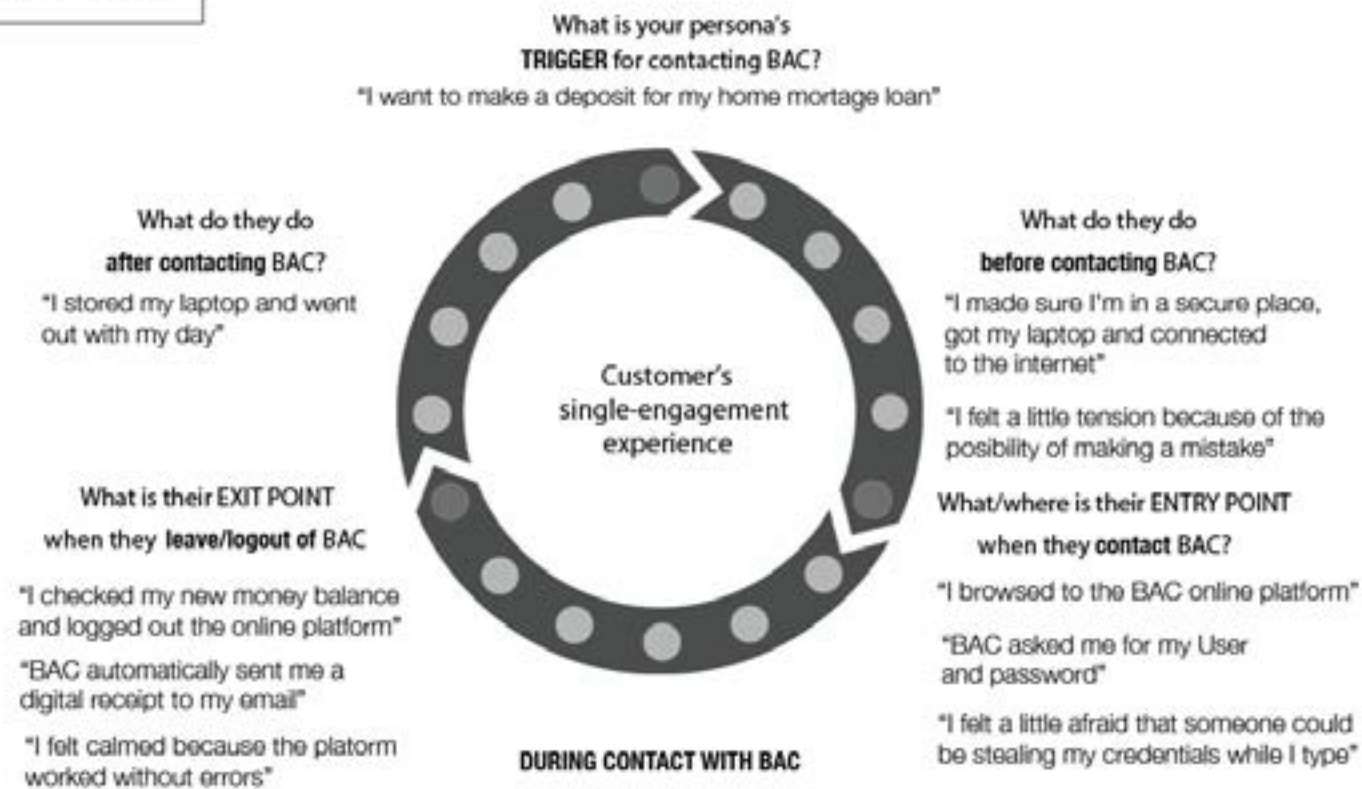 What is your persona's
TRIGGER for contacting BAC?
"I want to make a deposit for my home mortage loan"
What do they do
before contacting BAC?
"I made sure I'm in a secure place,
got my laptop and connected
to the internet"
"I felt a little tension because of the
posibility of making a mistake"
What/where is their ENTRY POINT
when they contact BAC?
"I browsed to the BAC online platform"
"BAC asked me for my User
and password"
"I felt a little afraid that someone could
be stealing my credentials while I type"
DURING CONTACT WITH BAC
What is their EXIT POINT
when they leave/logout of BAC
"I checked my new money balance
and logged out the online platform"
"BAC automatically sent me a
digital receipt to my email"
"I felt calmed because the platorm
worked without errors"
What do they do
after contacting BAC?
"I stored my laptop and went
out with my day"
Customer's
single-engagement
experience